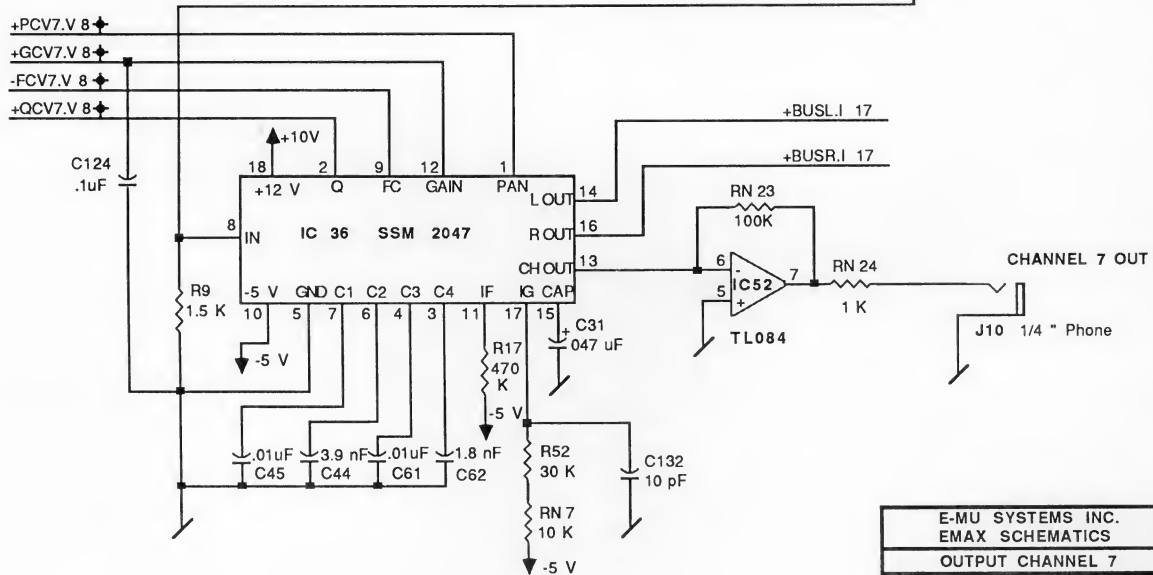 +PCV7.V 8
+GCV7.V 8
-FCV7.V 8
+QCV7.V 8
+BUSL.I 17
+BUSR.I 17
C124
.1uF
+10V
18 2 9 12 1
+12 V Q FC GAIN PAN
L OUT 14
R OUT 16
CH OUT 13
8 IN
IC 36 SSM 2047
-5 V GND C1 C2 C3 C4 IF IG CAP
10 5 7 6 4 3 11 17 15
RN 23
100K
6 -
5 +
IC52
7
TL084
RN 24
1 K
CHANNEL 7 OUT
J10 1/4 " Phone
R9
1.5 K
-5 V
C31
+
047 uF
R17
470
K
-5 V
.01uF
C45
3.9 nF
C44
.01uF
C61
1.8 nF
C62
R52
30 K
C132
10 pF
RN 7
10 K
-5 V
E-MU SYSTEMS INC.
EMAX SCHEMATICS
OUTPUT CHANNEL 7